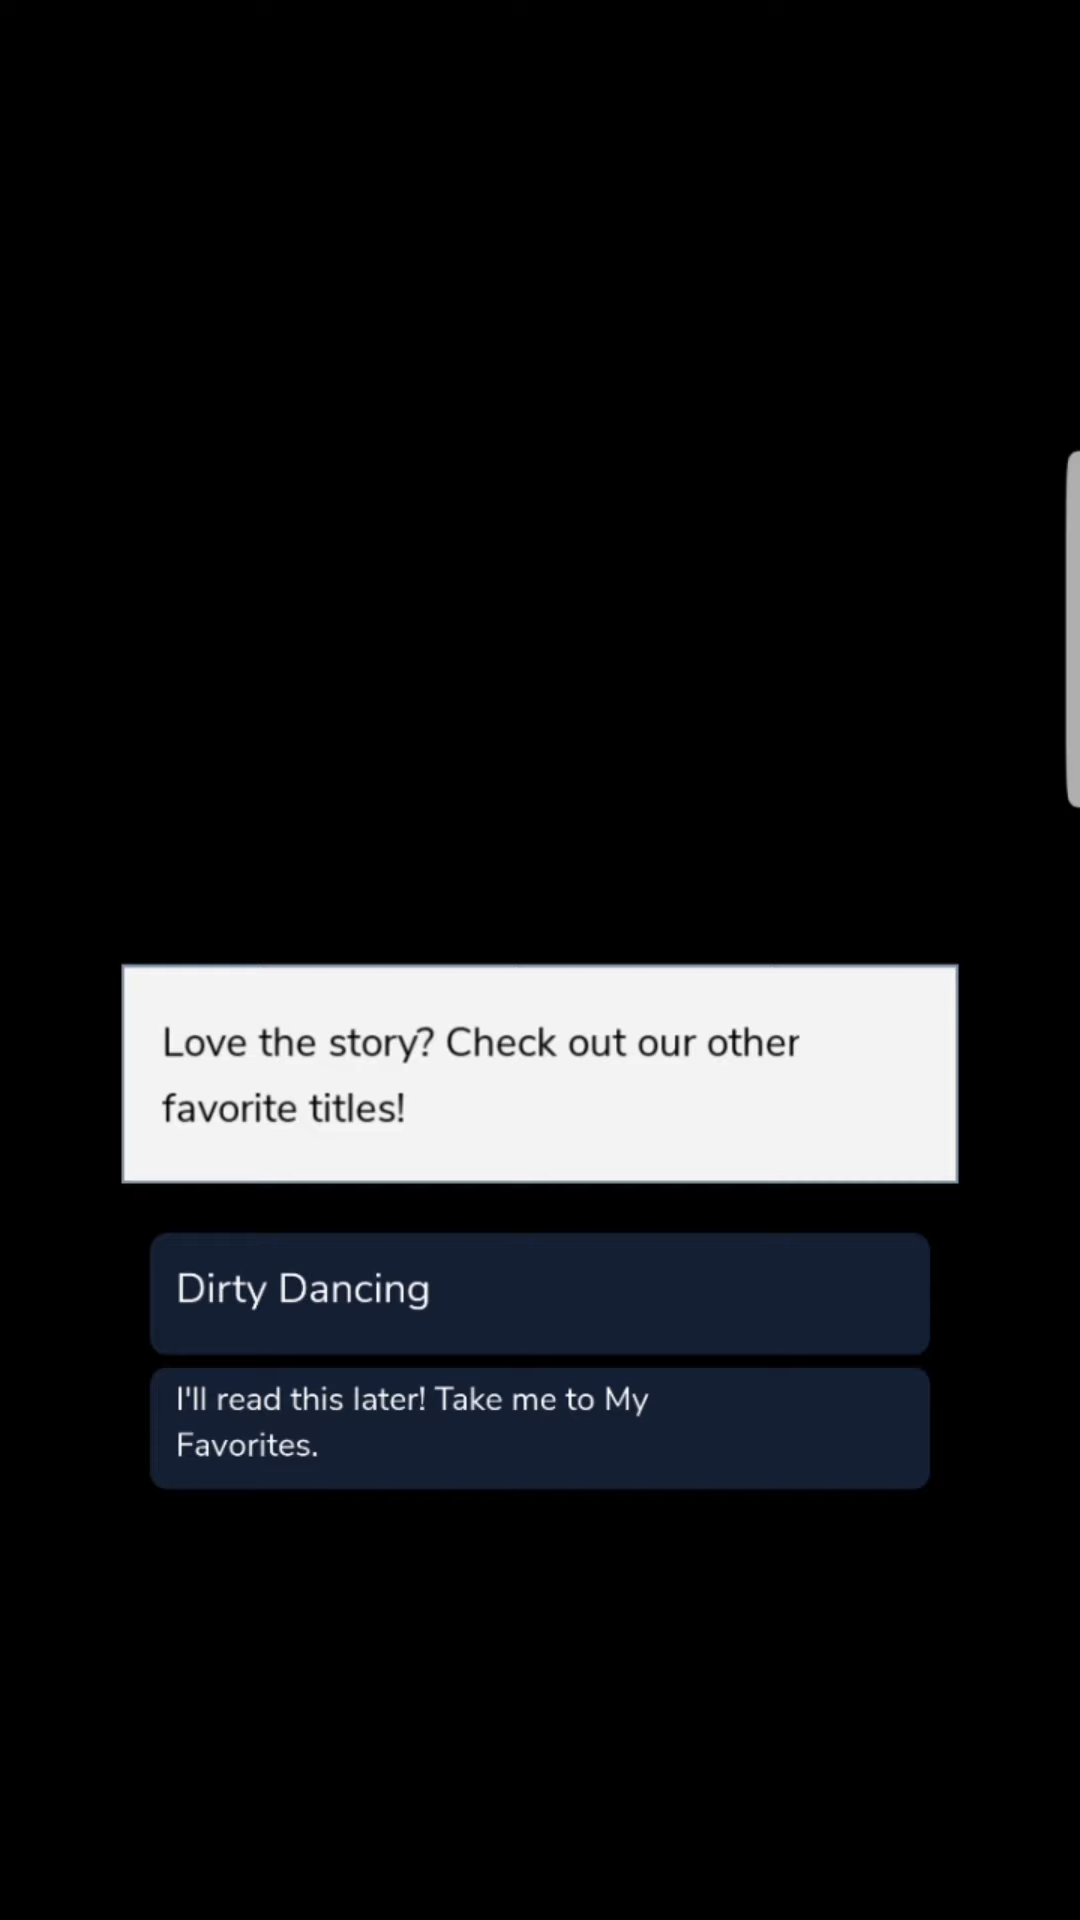 Love the story? Check out our other
favorite titles!
Dirty Dancing
I'll read this later! Take me to My
Favorites.